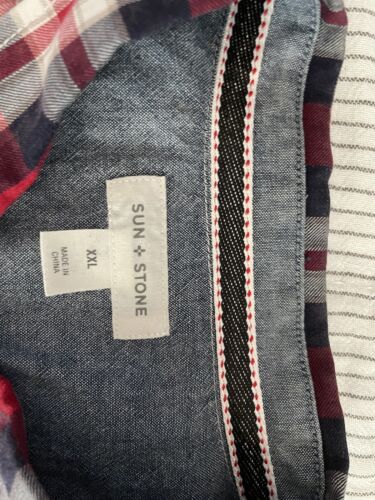 SUN + STONE
XXL
MADE IN
CHINA